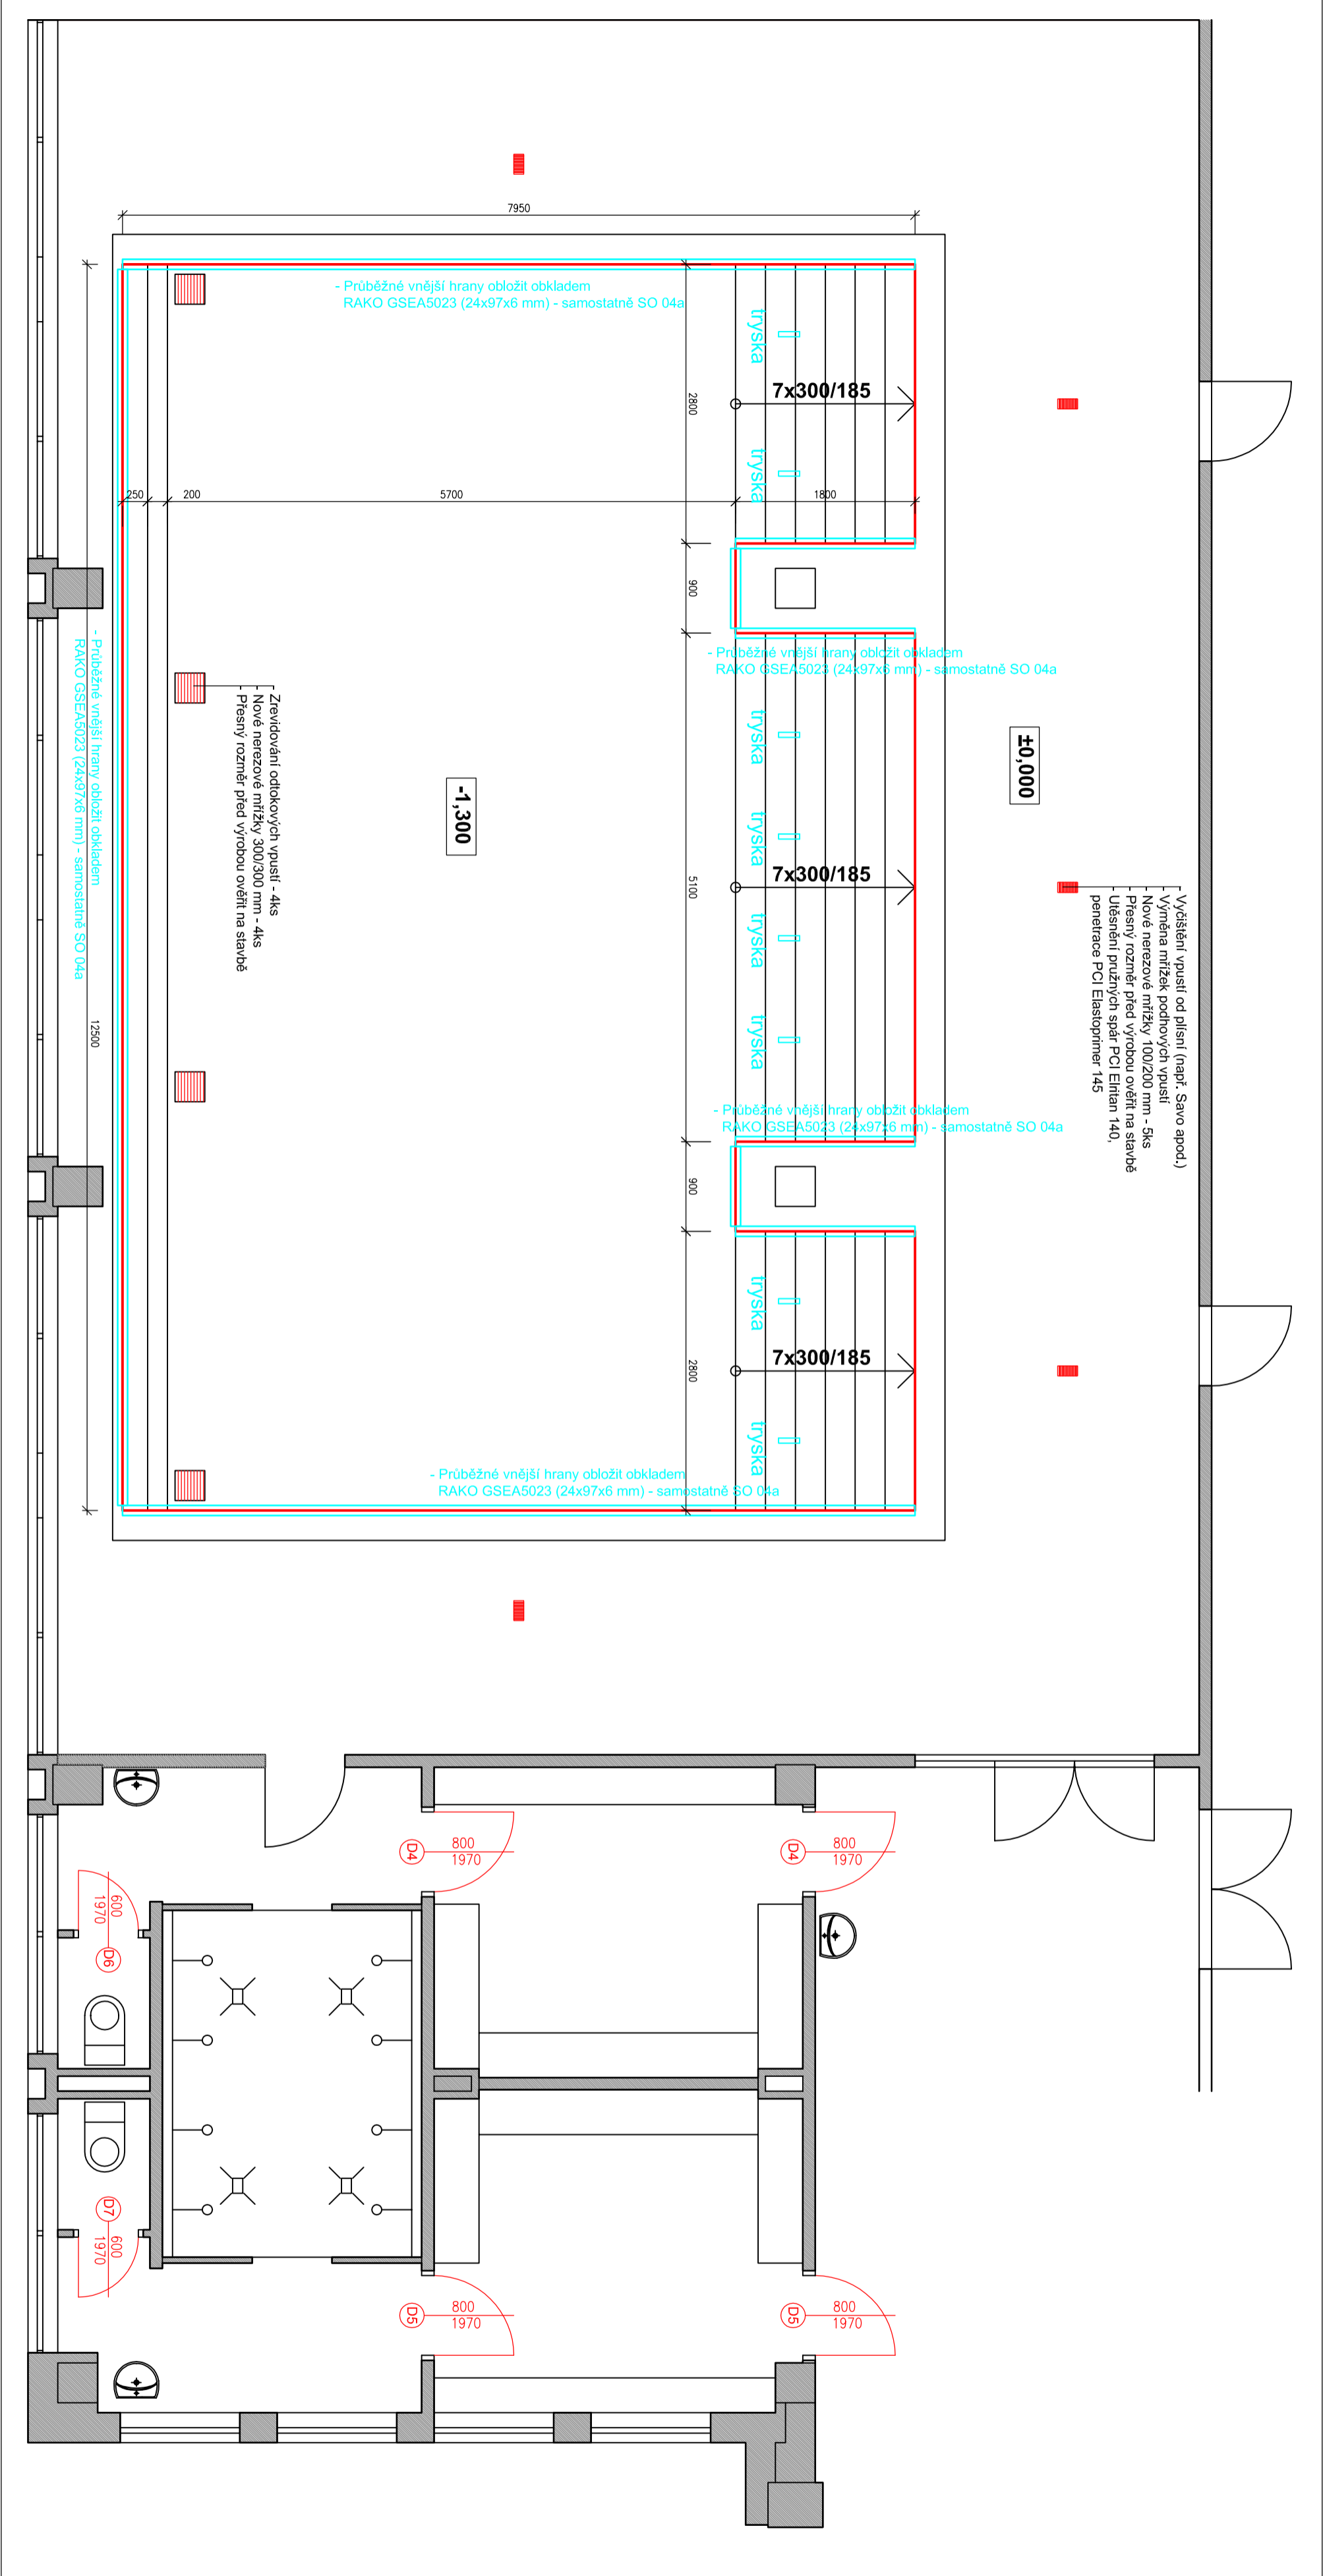 7950
- Průběžné vnější hrany obložit obkladem
RAKO GSEA5023 (24x97x6 mm) - samostatně SO 04a
tryska
7x300/185
2800
tryska
250
200
5700
1800
900
- Průběžné vnější hrany obložit obkladem
RAKO GSEA5023 (24x97x6 mm) - samostatně SO 04a
- Průběžné vnější hrany obložit obkladem
RAKO GSEA5023 (24x97x6 mm) - samostatně SO 04a
- Zrevidování odtokových vpustí - 4ks
- Nové nerezové mřížky 300/300 mm - 4ks
- Přesný rozměr před výrobou ověřit na stavbě
tryska
±0,000
-1,300
tryska
7x300/185
5100
- Vyčištění vpustí od plísní (např. Savo apod.)
- Výměna mřížek podhových vpustí
- Nové nerezové mřížky 100/200 mm - 5ks
- Přesný rozměr před výrobou ověřit na stavbě
- Utěsnění pružných spár PCI Elritan 140,
penetrace PCI Elastoprimer 145
tryska
12500
tryska
- Průběžné vnější hrany obložit obkladem
RAKO GSEA5023 (24x97x6 mm) - samostatně SO 04a
900
tryska
7x300/185
2800
tryska
- Průběžné vnější hrany obložit obkladem
RAKO GSEA5023 (24x97x6 mm) - samostatně SO 04a
D4
800
1970
D4
800
1970
600
1970
D6
D7
600
1970
D5
800
1970
D5
800
1970